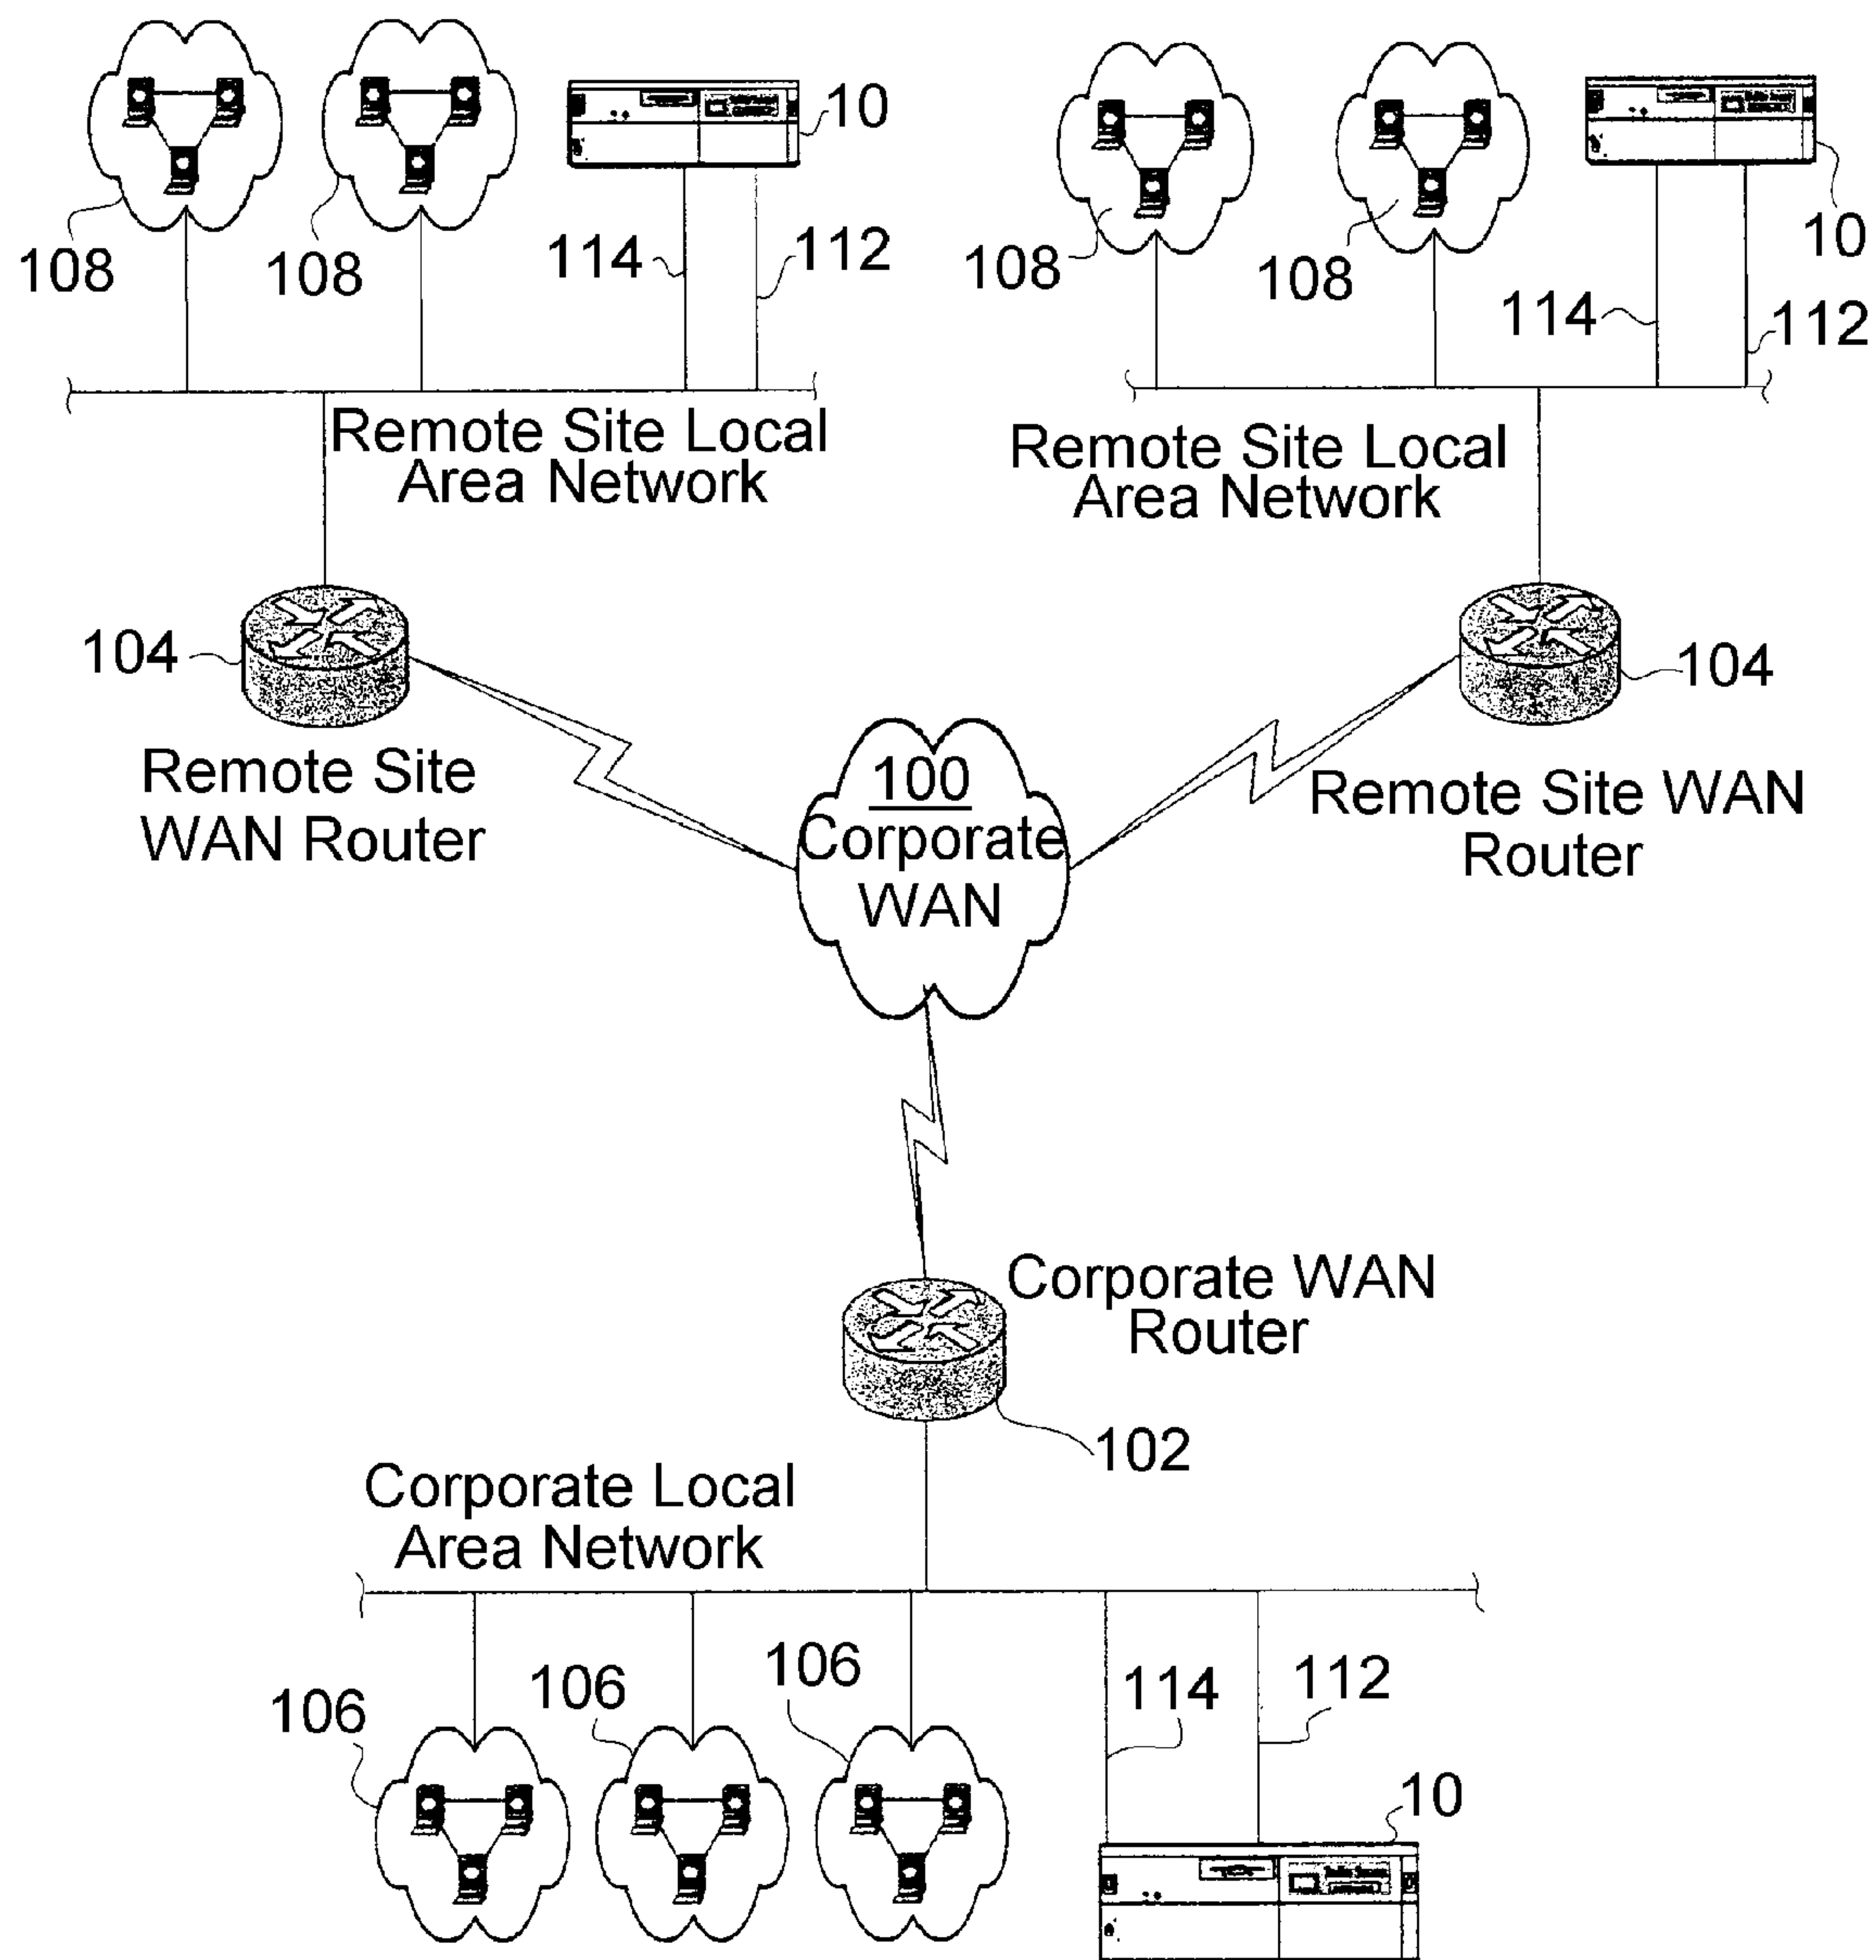 10
10
108
108
114
112
108
108
114
112
Remote Site Local
Area Network
Remote Site Local
Area Network
104
104
Remote Site
WAN Router
100
Corporate
WAN
Remote Site WAN
Router
Corporate WAN
Router
102
Corporate Local
Area Network
106
106
106
114
112
10